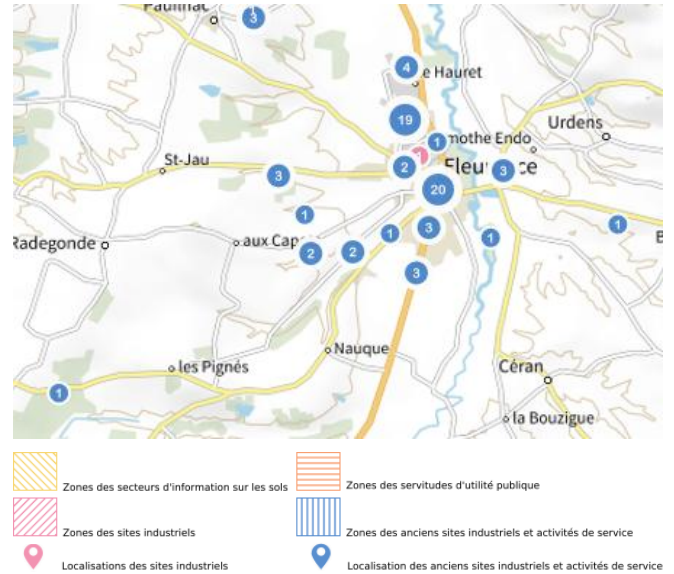 Pauilhac
3
4
e Hauret
19
1
mothe Endo
Urdens
St-Jau
3
2
Fleu
ce
3
20
1
1
Radegonde
aux Cap
2
2
1
3
1
3
Nauque
les Pignés
Céran
1
la Bouzigue
Zones des secteurs d'information sur les sols
Zones des servitudes d'utilité publique
Zones des sites industriels
Zones des anciens sites industriels et activités de service
Localisations des sites industriels
Localisation des anciens sites industriels et activités de service